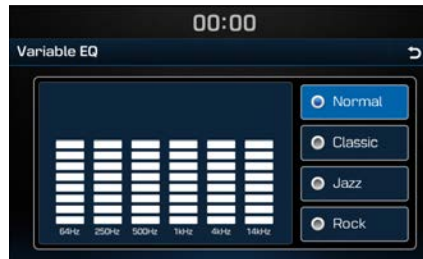 00:00
Variable EQ
Normal
Classic
Jazz
Rock
64Hz 250Hz 500Hz 1kHz 4kHz 14kHz